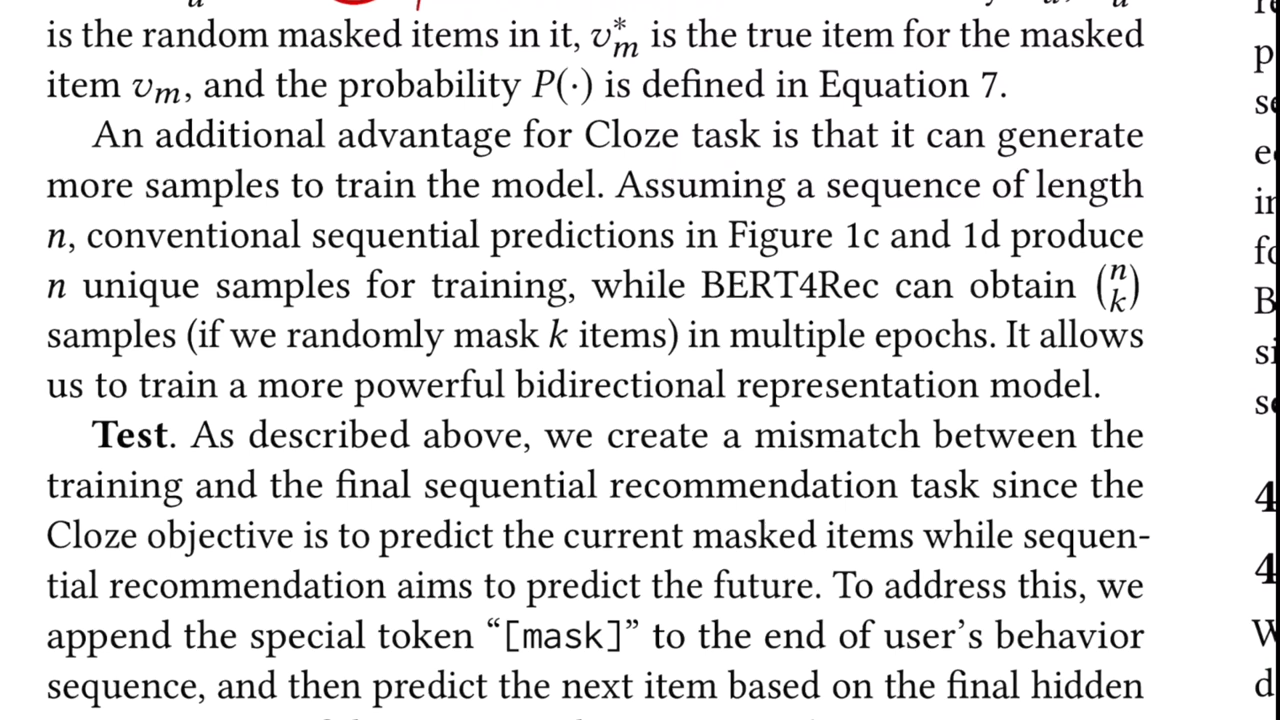 is the random masked items in it, v*m is the true item for the masked
item vm, and the probability P(·) is defined in Equation 7.
An additional advantage for Cloze task is that it can generate
more samples to train the model. Assuming a sequence of length
n, conventional sequential predictions in Figure 1c and 1d produce
n unique samples for training, while BERT4Rec can obtain (n k)
samples (if we randomly mask k items) in multiple epochs. It allows
us to train a more powerful bidirectional representation model.
Test. As described above, we create a mismatch between the
training and the final sequential recommendation task since the
Cloze objective is to predict the current masked items while sequen-
tial recommendation aims to predict the future. To address this, we
append the special token “[mask]” to the end of user’s behavior
sequence, and then predict the next item based on the final hidden
4
4